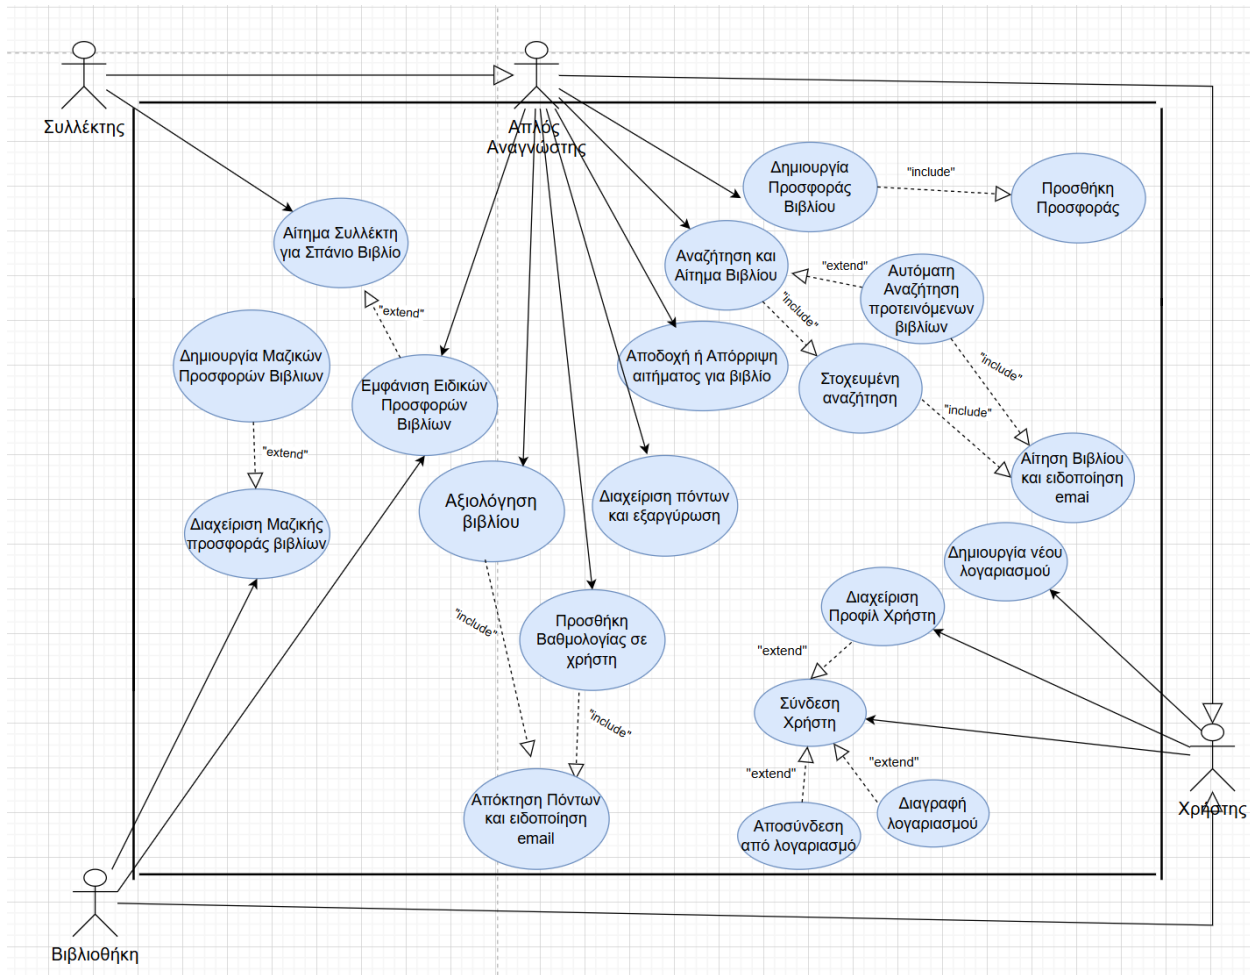 Συλλέκτης
Απλός
Αναγνώστης
Δημιουργία
Προσφοράς
Βιβλίου
"include"
Προσθήκη
Προσφοράς
Αίτημα Συλλέκτη
για Σπάνιο Βιβλίο
Αναζήτηση και
Αίτημα Βιβλίου
"extend"
Αυτόματη
Αναζήτηση
προτεινόμενων
βιβλίων
"include"
"extend"
Δημιουργία Μαζικών
Προσφορών Βιβλιων
Εμφάνιση Ειδικών
Προσφορών
Βιβλίων
Αποδοχή ή Απόρριψη
αιτήματος για βιβλίο
Στοχευμένη
αναζήτηση
"include"
"include"
"extend"
Αίτηση Βιβλίου
και ειδοποίηση
emai
Διαχείριση Μαζικής
προσφοράς βιβλίων
Αξιολόγηση
βιβλίου
Διαχείριση πόντων
και εξαργύρωση
Δημιουργία νέου
λογαριασμού
Διαχείριση
Προφίλ Χρήστη
"include"
Προσθήκη
Βαθμολογίας σε
χρήστη
"extend"
Σύνδεση
Χρήστη
"include"
"extend"
"extend"
Απόκτηση Πόντων
και ειδοποίηση
email
Αποσύνδεση
από λογαριασμό
Διαγραφή
λογαριασμού
Χρήστης
Βιβλιοθήκη